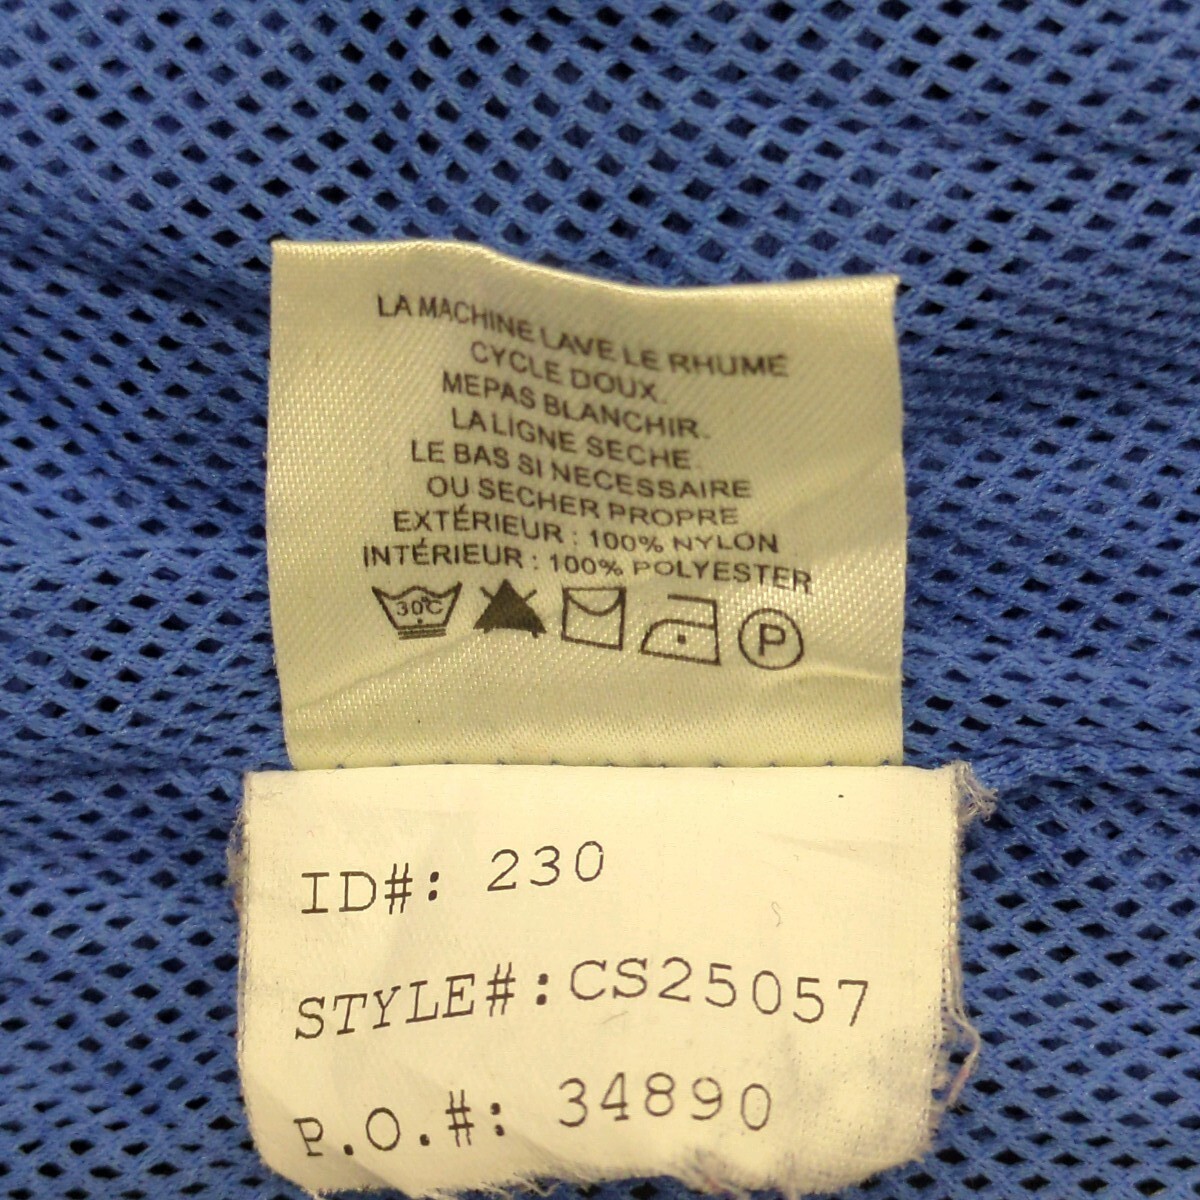 LA MACHINE LAVE LE RHUME
CYCLE DOUX.
MEPAS BLANCHIR.
LA LIGNE SECHE.
LE BAS SI NECESSAIRE
OU SECHER PROPRE
EXTÉRIEUR : 100% NYLON
INTÉRIEUR : 100% POLYESTER
30°C P
ID#: 230
STYLE#:CS25057
P.O.#: 34890